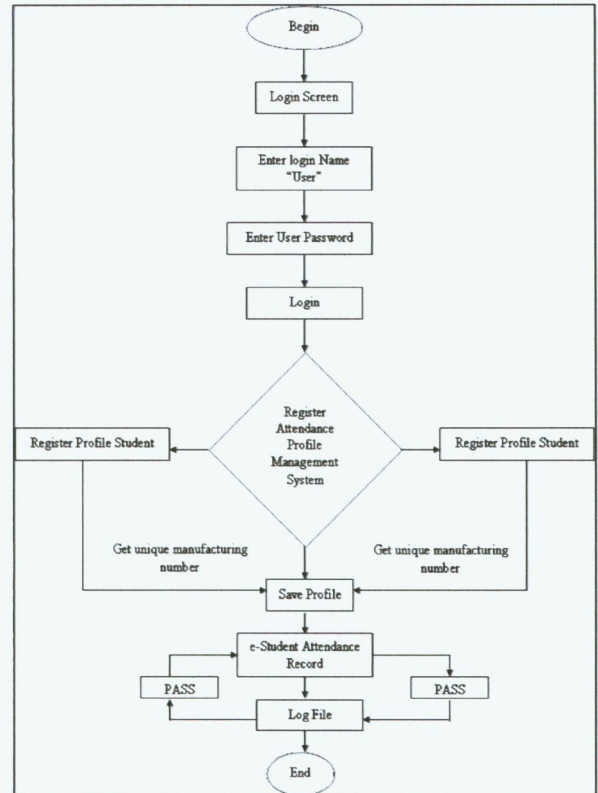 Begin
Login Screen
Enter login Name
"User"
Enter User Password
Login
Register
Attendance
Profile
Management
System
Register Profile Student
Register Profile Student
Get unique manufacturing
number
Get unique manufacturing
number
Save Profile
e-Student Attendance
Record
PASS
PASS
Log File
End